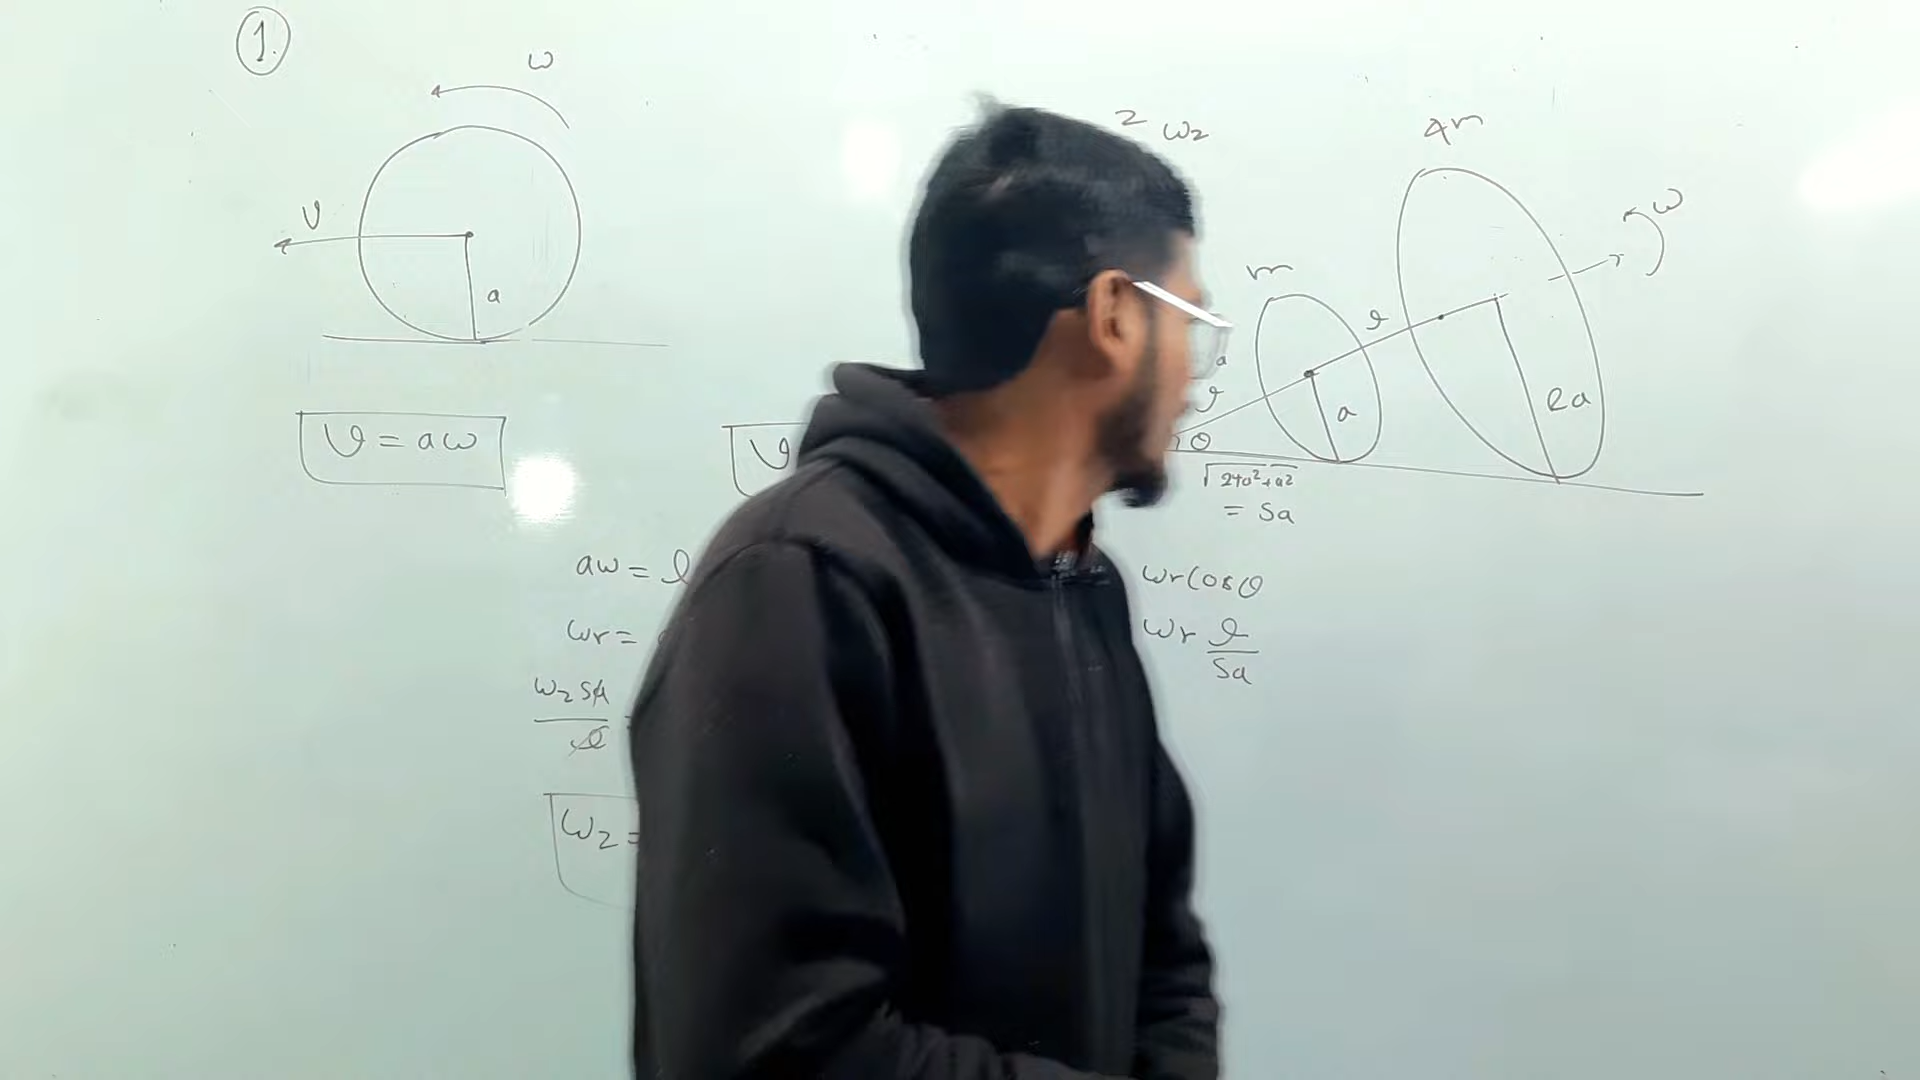 1.
ω
v
a
v = aω
2 ω2
4m
ω
m
l
a
l
a
2a
θ
√24a²+a²
= 5a
v
aω = l
ωr cosθ
ωr =
ωr l/5a
ω2 5a/l =
ω2 =